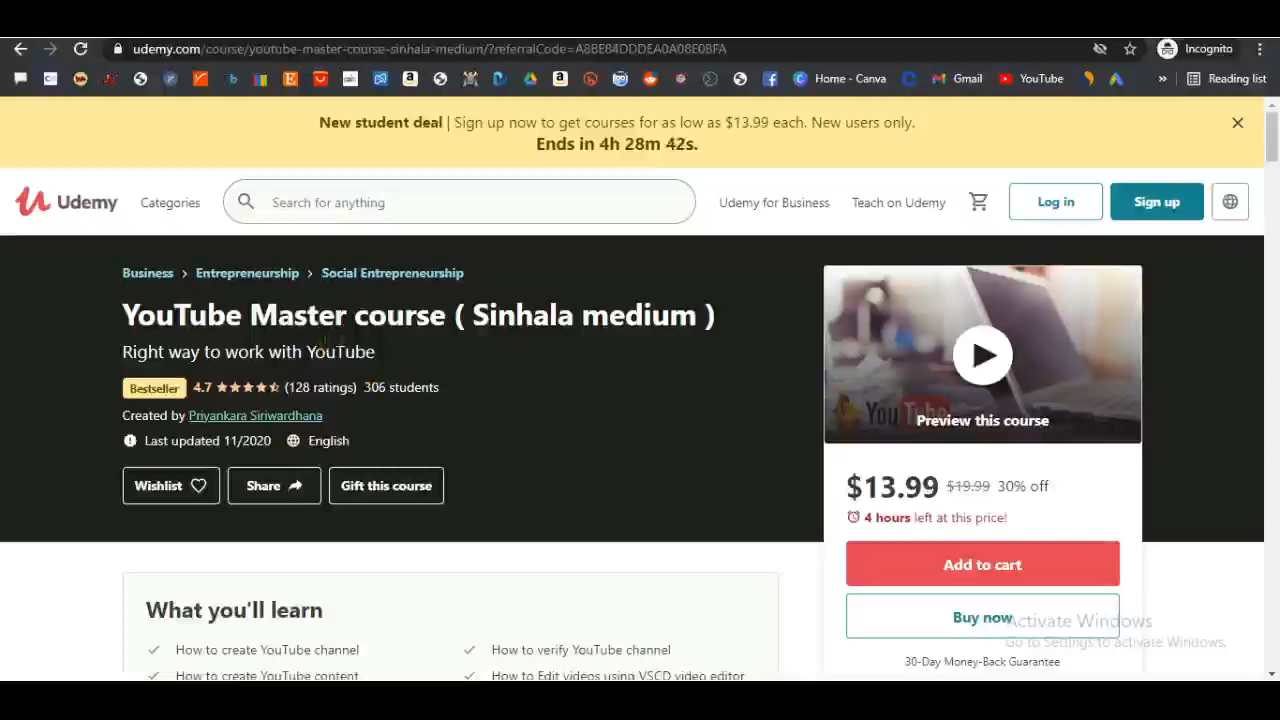 udemy.com/course/youtube-master-course-sinhala-medium/?referralCode=A8BE84DDDEA0A08E0BFA
Incognito
Home - Canva
Gmail
YouTube
»
Reading list
New student deal | Sign up now to get courses for as low as $13.99 each. New users only.
Ends in 4h 28m 42s.
Udemy
Categories
Search for anything
Udemy for Business
Teach on Udemy
Log in
Sign up
Business > Entrepreneurship > Social Entrepreneurship
YouTube Master course ( Sinhala medium )
Right way to work with YouTube
Bestseller 4.7 (128 ratings) 306 students
Created by Priyankara Siriwardhana
Last updated 11/2020 English
Wishlist
Share
Gift this course
YouTube
Preview this course
$13.99 $19.99 30% off
4 hours left at this price!
Add to cart
Buy now
30-Day Money-Back Guarantee
What you'll learn
How to create YouTube channel
How to verify YouTube channel
How to create YouTube content
How to Edit videos using VSCD video editor
Activate Windows
Go to Settings to activate Windows.